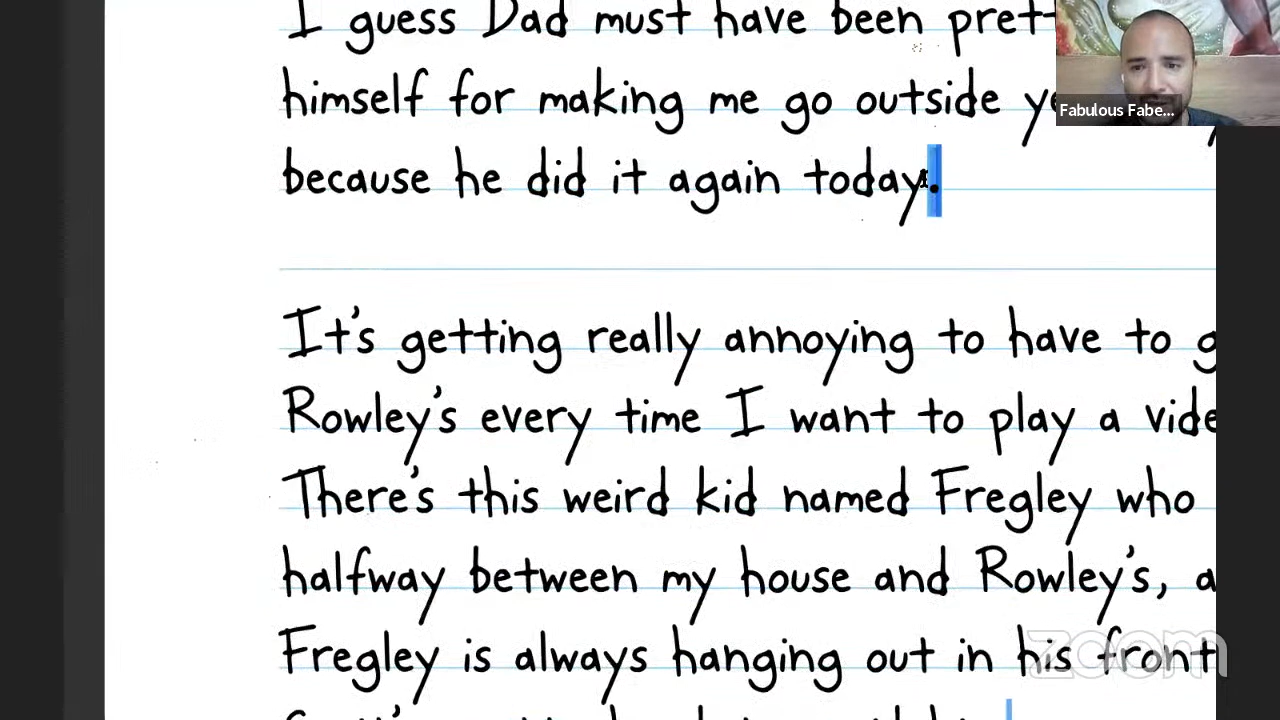 I guess Dad must have been prett
himself for making me go outside ye
because he did it again today.
It's getting really annoying to have to g
Rowley's every time I want to play a vide
There's this weird kid named Fregley who
halfway between my house and Rowley's, a
Fregley is always hanging out in his front
Fabulous Fabe...
zoom